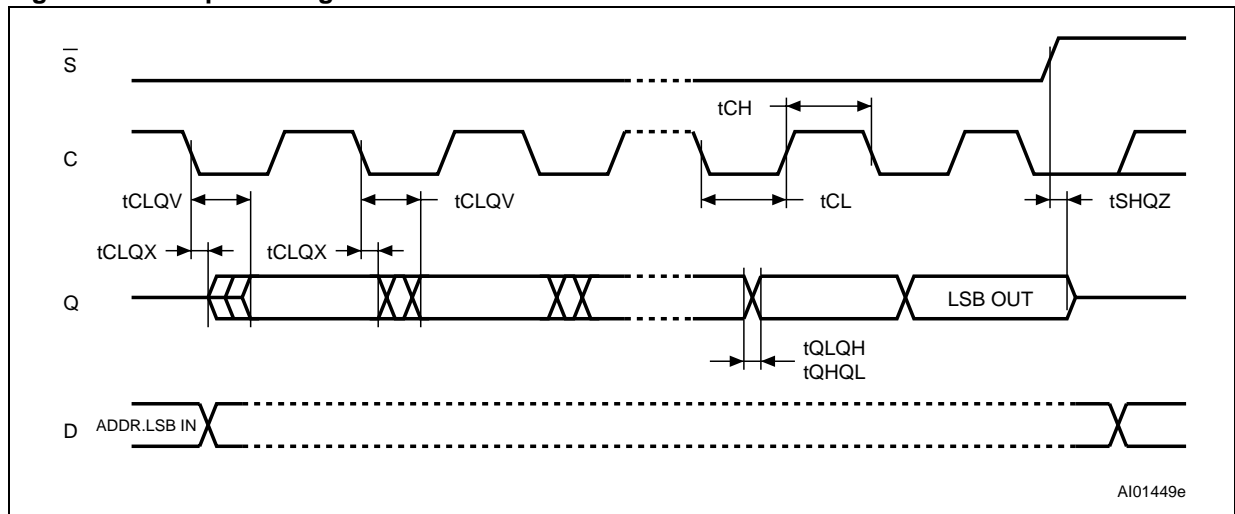 S
tCH
C
tCLQV
tCLQV
tCL
tSHQZ
tCLQX
tCLQX
Q
LSB OUT
tQLQH
tQHQL
D
ADDR.LSB IN
AI01449e